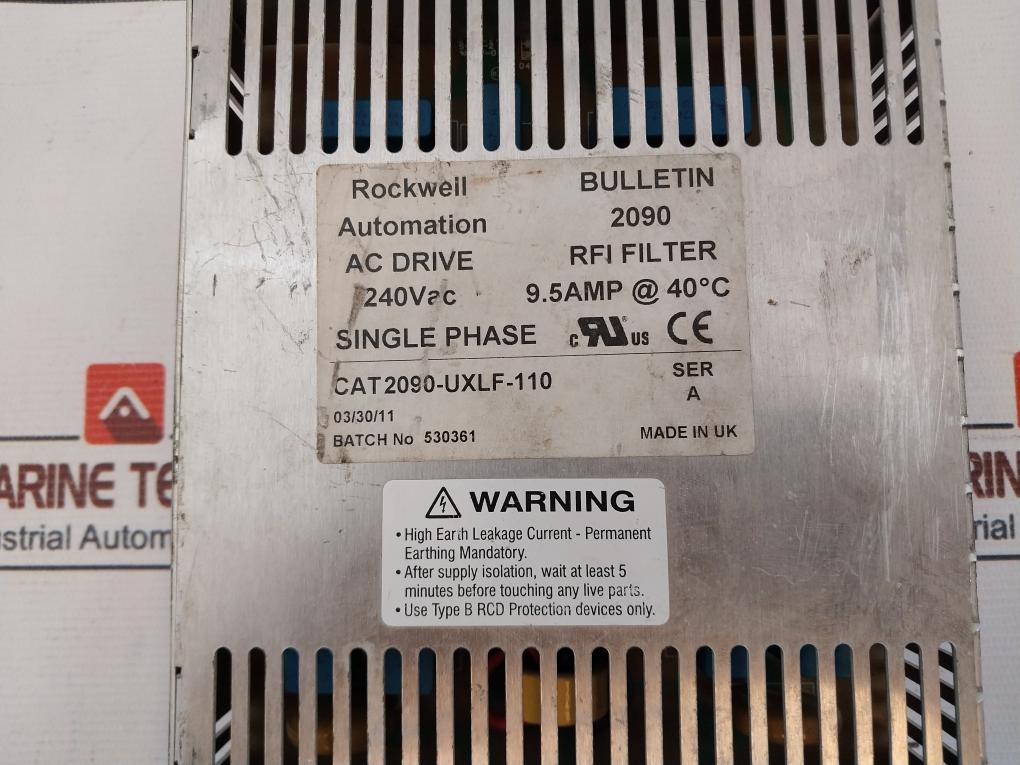 Rockwell BULLETIN
Automation 2090
AC DRIVE RFI FILTER
240Vac 9.5AMP @ 40°C
SINGLE PHASE c RU ® US CE
CAT2090-UXLF-110 SER
A
03/30/11
BATCH No 530361 MADE IN UK
WARNING
• High Earth Leakage Current - Permanent
Earthing Mandatory.
• After supply isolation, wait at least 5
minutes before touching any live parts.
• Use Type B RCD Protection devices only.
ARINE TE
strial Autom
RIN
rial
04